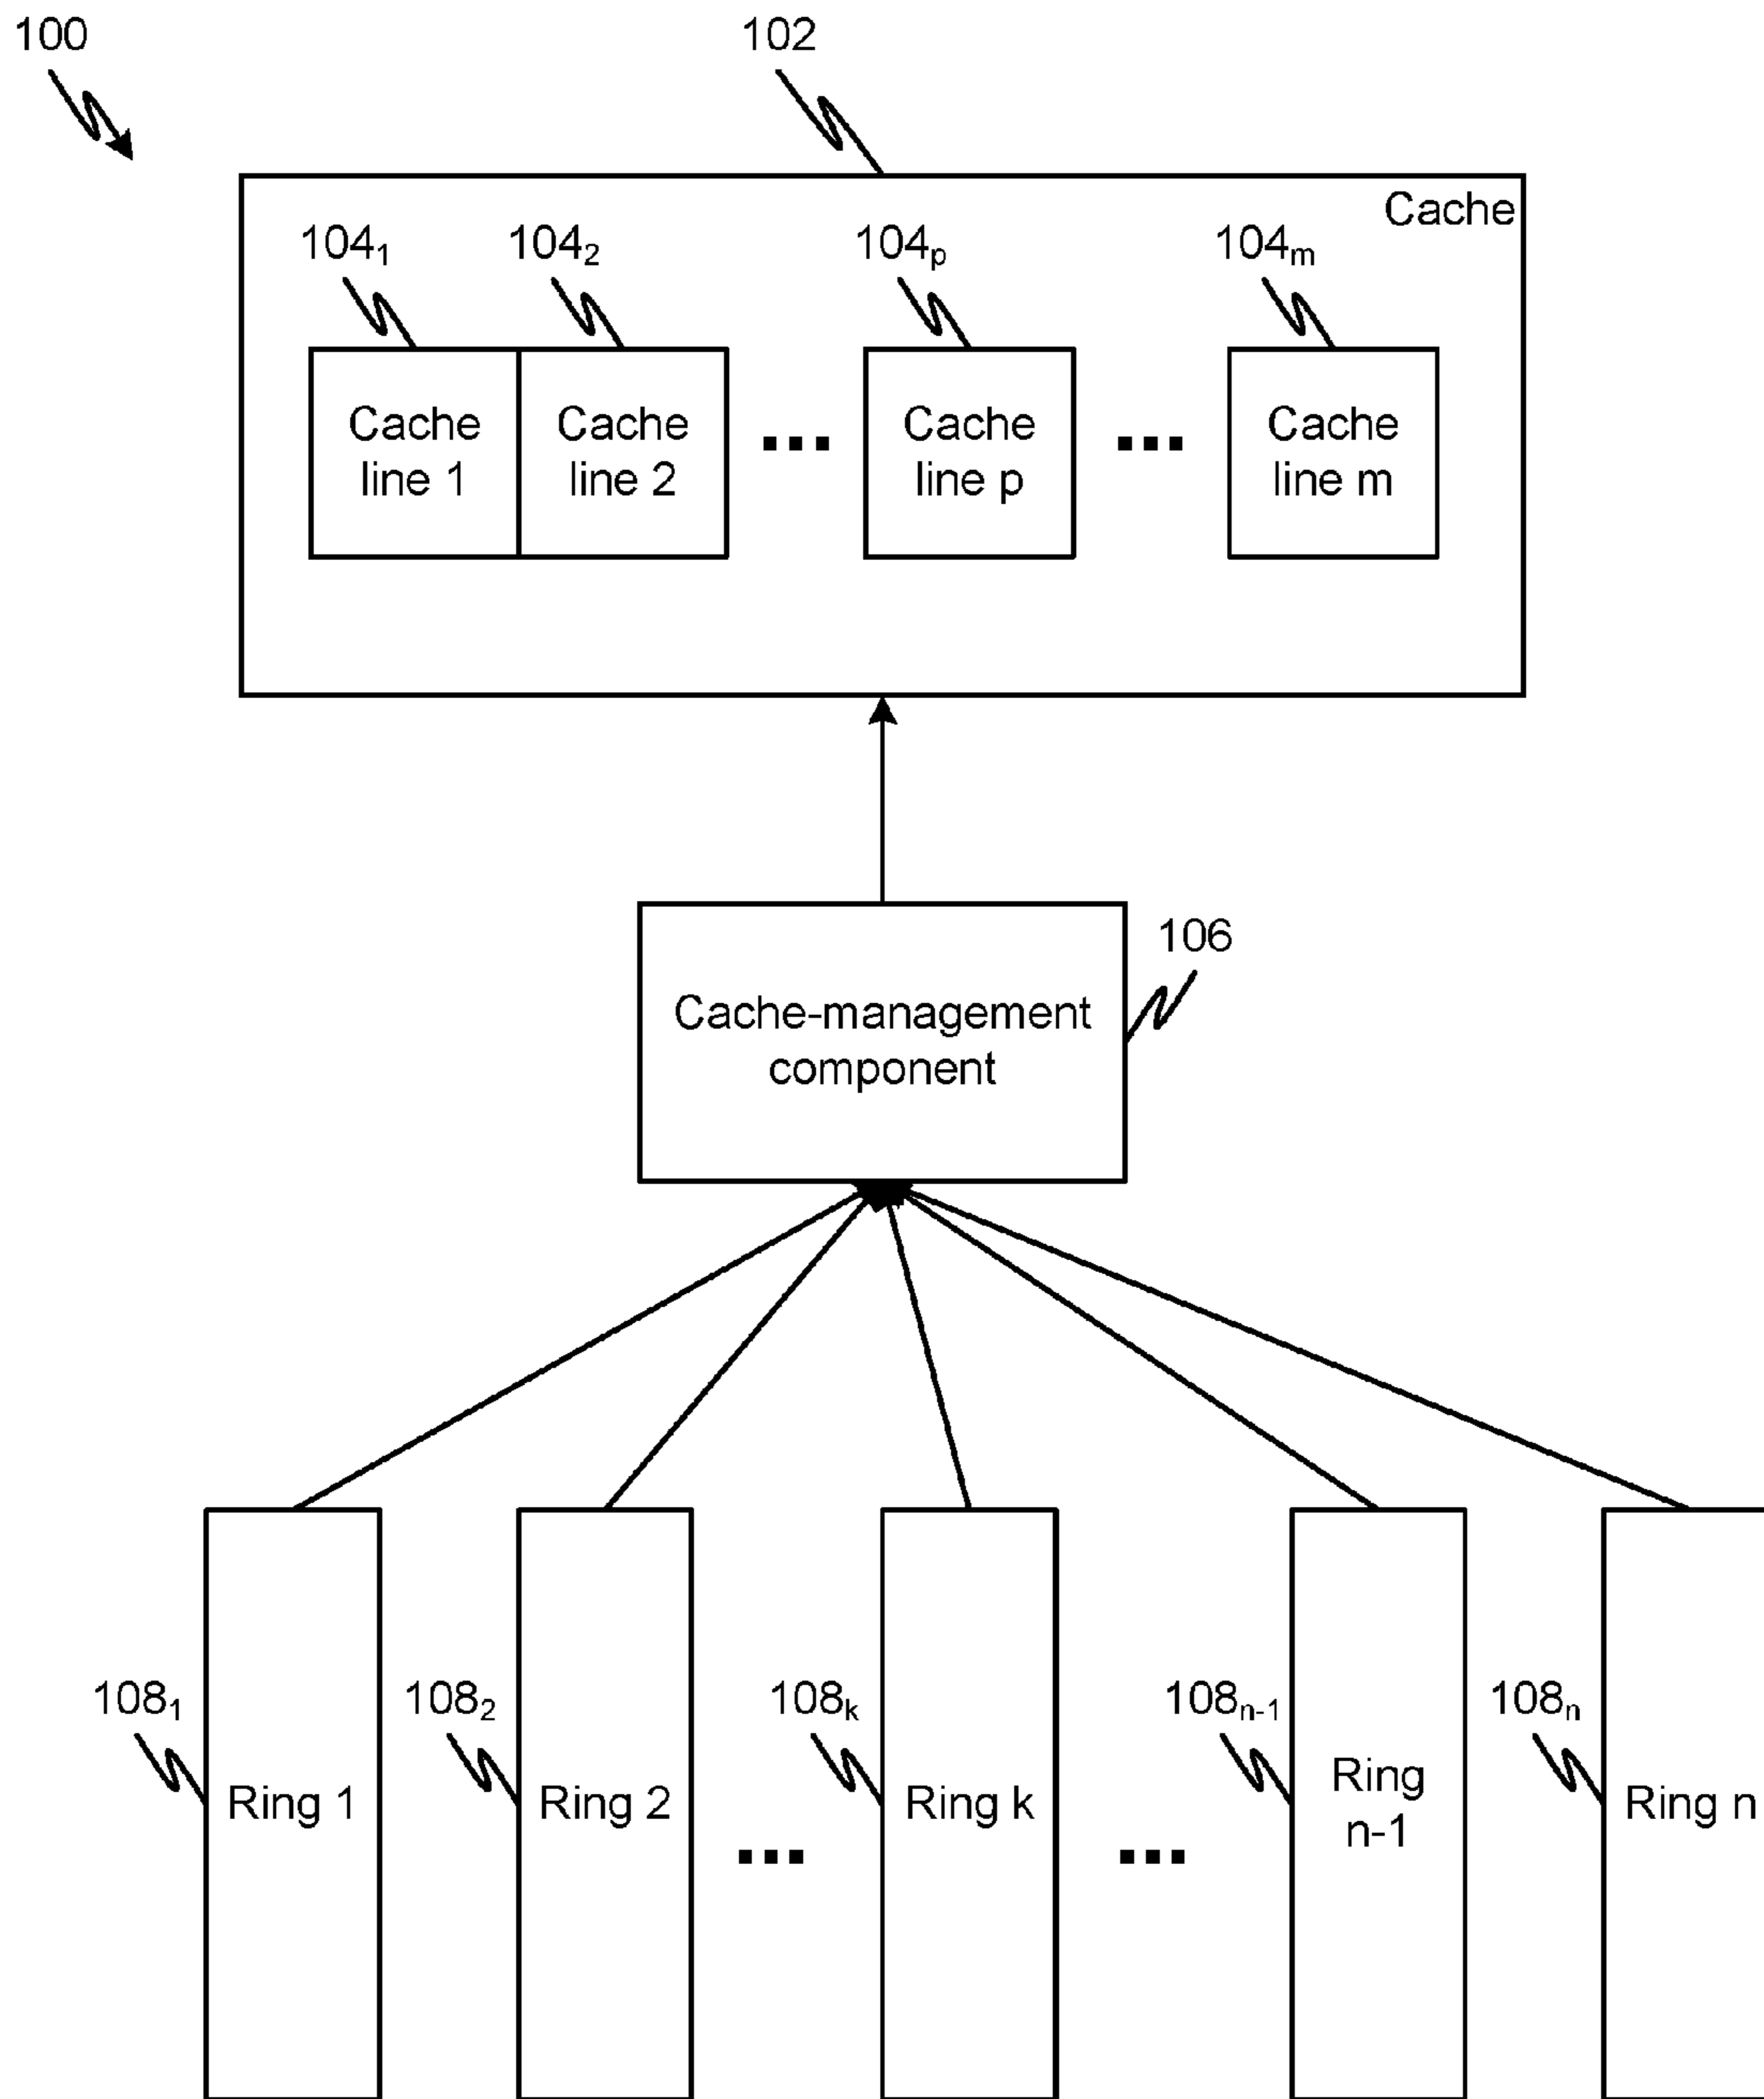 100
102
Cache
104₁
104₂
104ₚ
104ₘ
Cache
line 1
Cache
line 2
...
Cache
line p
...
Cache
line m
106
Cache-management
component
108₁
108₂
108ₖ
108ₙ₋₁
108ₙ
Ring 1
Ring 2
...
Ring k
...
Ring
n-1
Ring n